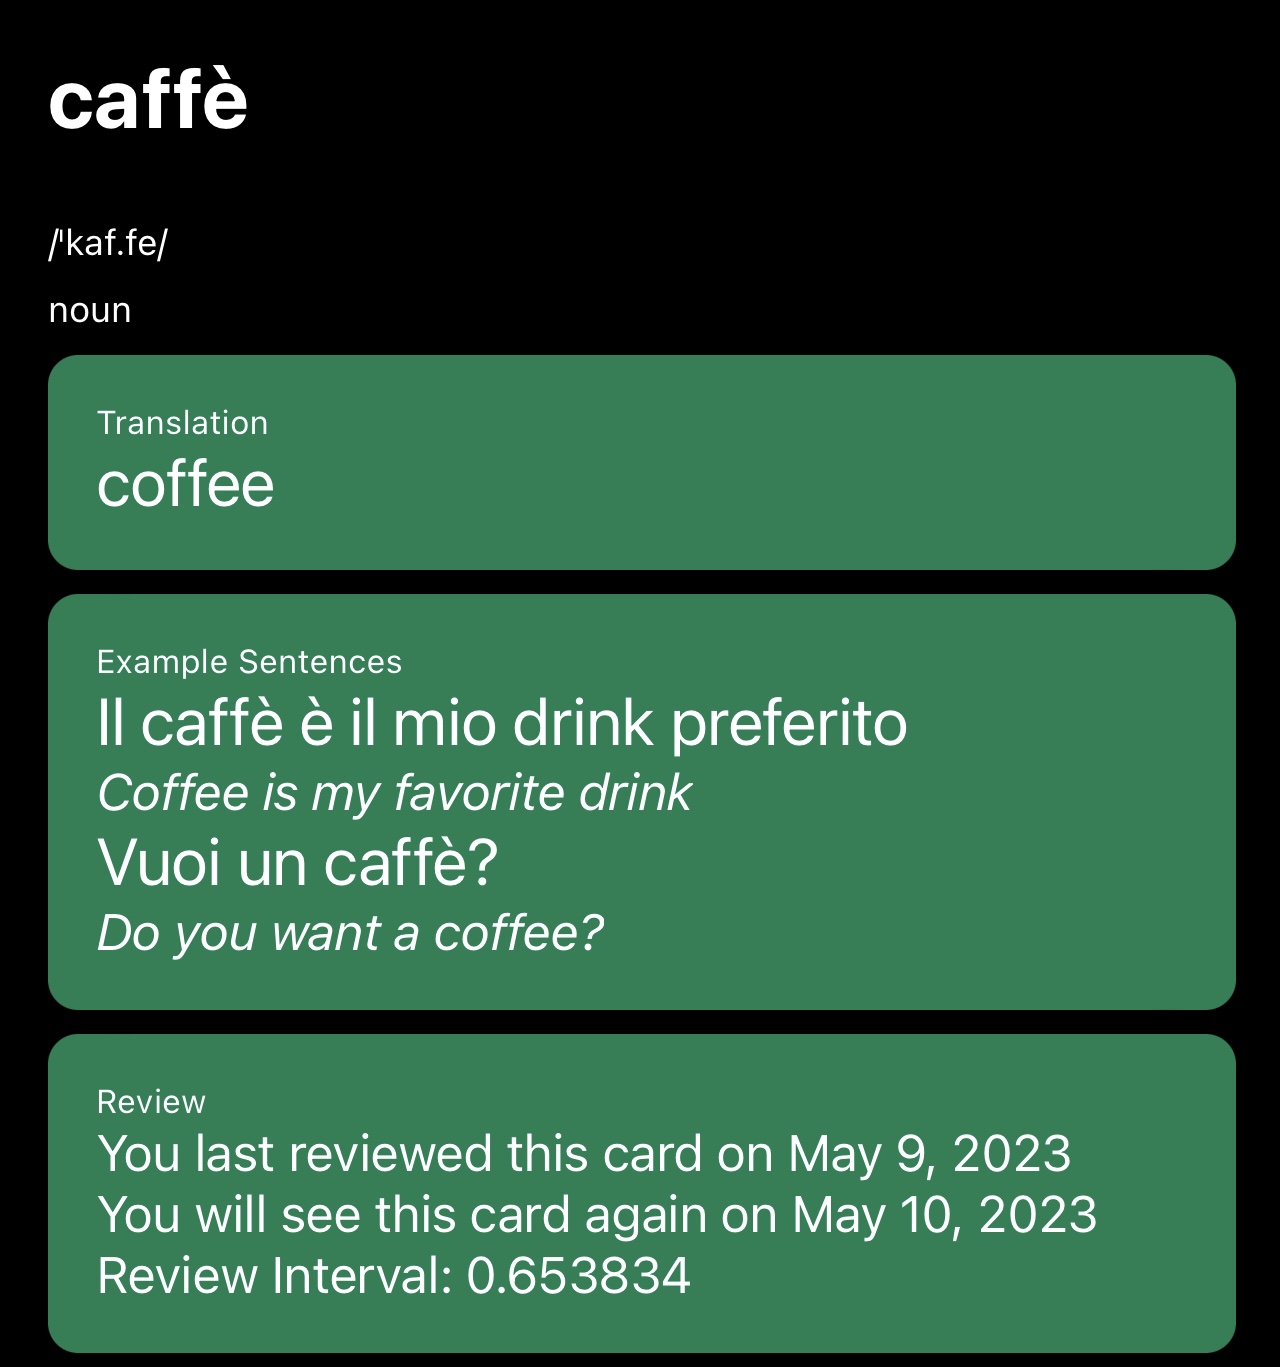 caffè
/ˈkaf.fe/
noun
Translation
coffee
Example Sentences
Il caffè è il mio drink preferito
Coffee is my favorite drink
Vuoi un caffè?
Do you want a coffee?
Review
You last reviewed this card on May 9, 2023
You will see this card again on May 10, 2023
Review Interval: 0.653834